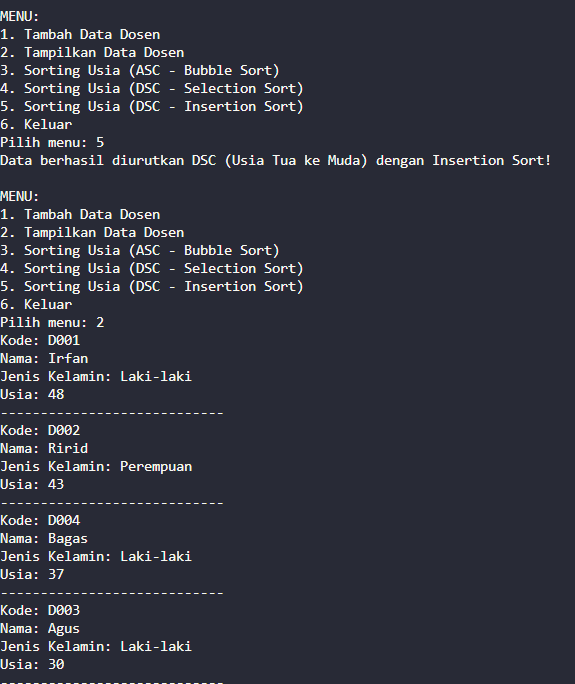 MENU:
1. Tambah Data Dosen
2. Tampilkan Data Dosen
3. Sorting Usia (ASC - Bubble Sort)
4. Sorting Usia (DSC - Selection Sort)
5. Sorting Usia (DSC - Insertion Sort)
6. Keluar
Pilih menu: 5
Data berhasil diurutkan DSC (Usia Tua ke Muda) dengan Insertion Sort!

MENU:
1. Tambah Data Dosen
2. Tampilkan Data Dosen
3. Sorting Usia (ASC - Bubble Sort)
4. Sorting Usia (DSC - Selection Sort)
5. Sorting Usia (DSC - Insertion Sort)
6. Keluar
Pilih menu: 2
Kode: D001
Nama: Irfan
Jenis Kelamin: Laki-laki
Usia: 48
----------------------------
Kode: D002
Nama: Ririd
Jenis Kelamin: Perempuan
Usia: 43
----------------------------
Kode: D004
Nama: Bagas
Jenis Kelamin: Laki-laki
Usia: 37
----------------------------
Kode: D003
Nama: Agus
Jenis Kelamin: Laki-laki
Usia: 30
----------------------------